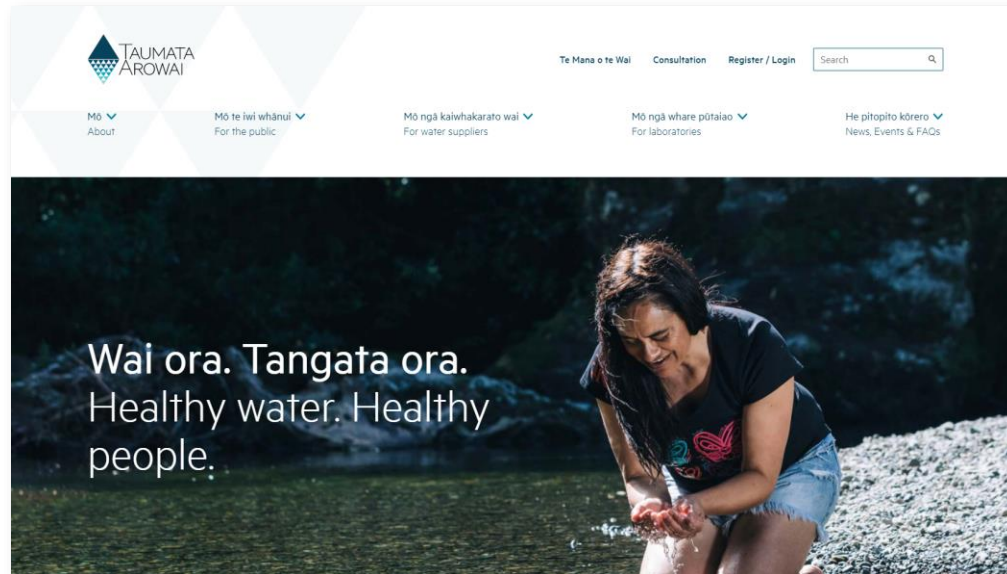 TAUMATA
AROWAI
Te Mana o te Wai Consultation Register / Login Search
Mō Mō te iwi whānui Mō ngā kaiwhakarato wai Mō ngā whare pūtaiao He pitopito kōrero
About For the public For water suppliers For laboratories News, Events & FAQs
Wai ora. Tangata ora.
Healthy water. Healthy
people.